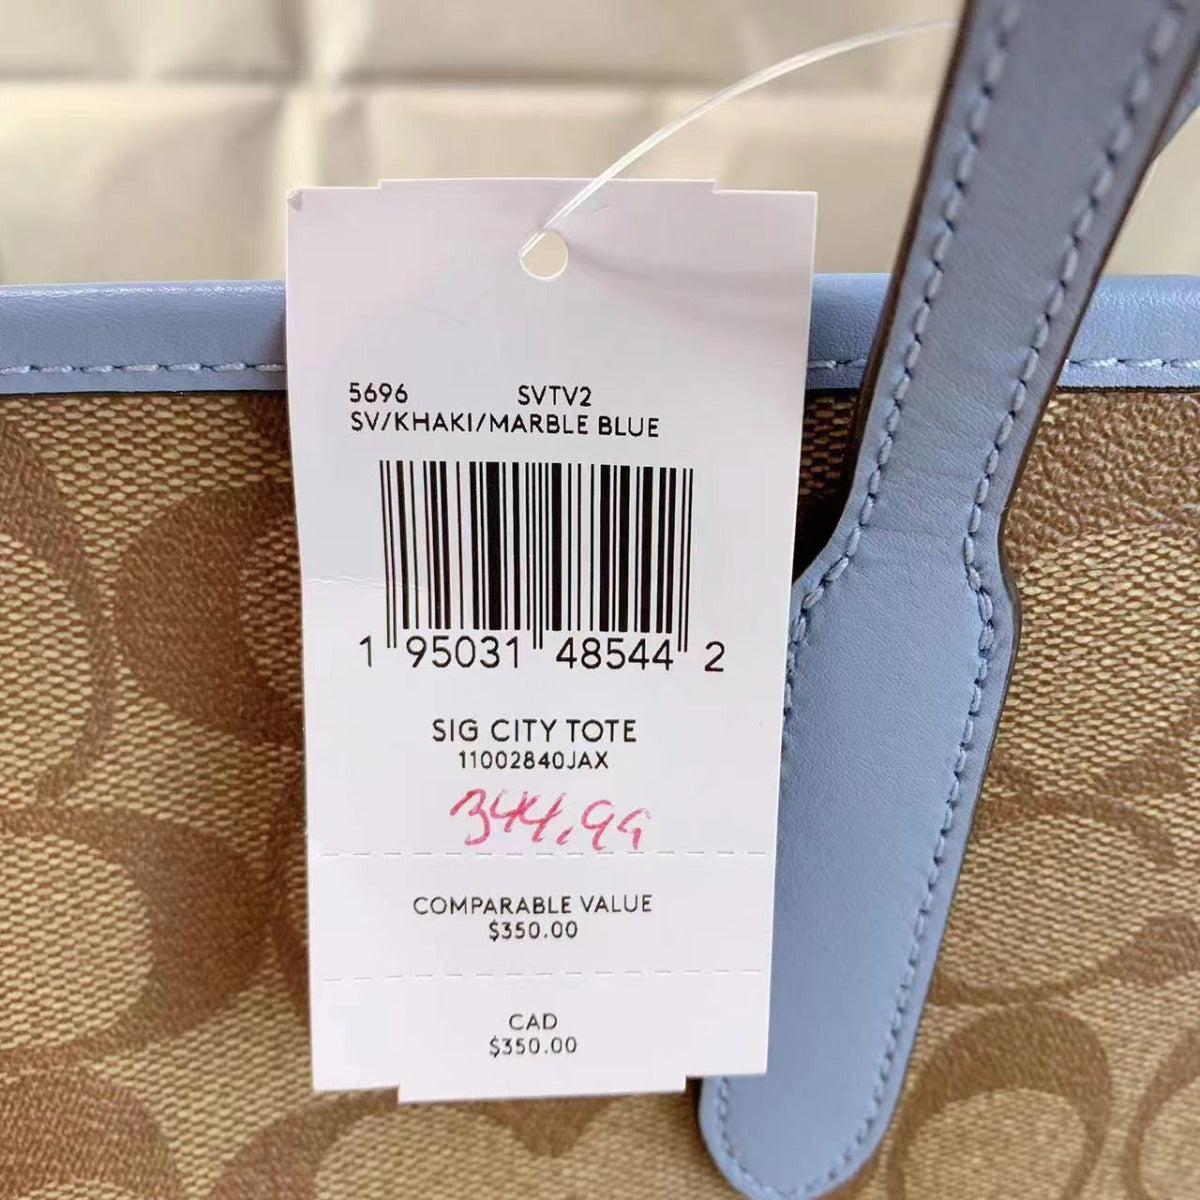 5696 SVTV2
SV/KHAKI/MARBLE BLUE
1 95031 48544 2
SIG CITY TOTE
11002840JAX
344.99
COMPARABLE VALUE
$350.00
CAD
$350.00